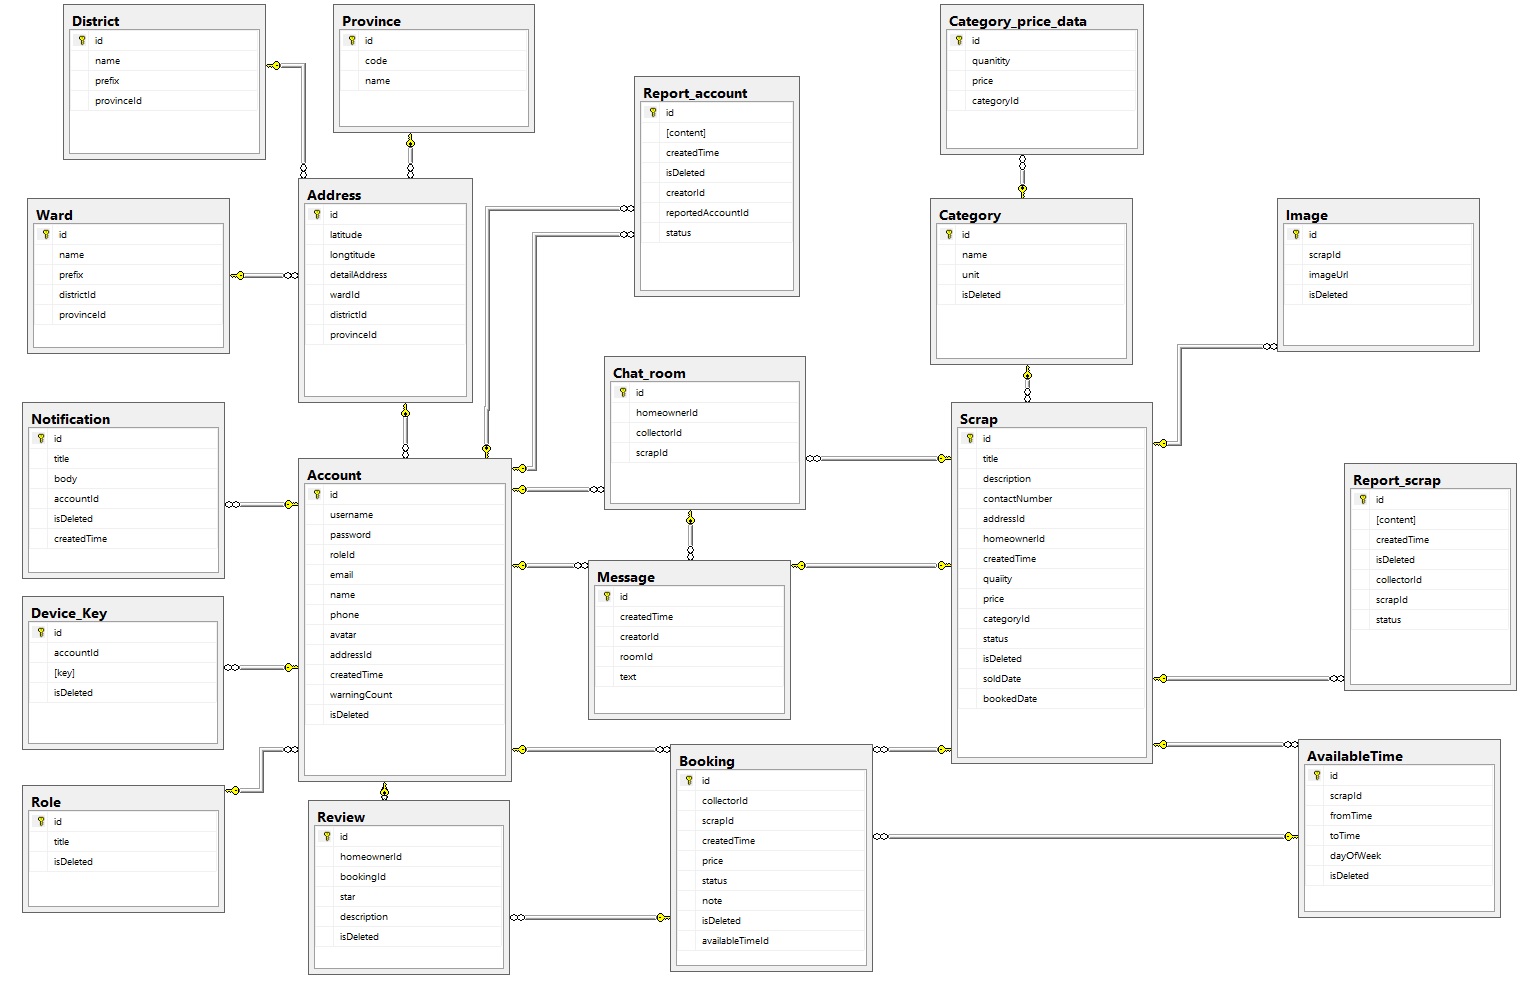 District
id
name
prefix
provinceId
Province
id
code
name
Category_price_data
id
quanitity
price
categoryId
Report_account
id
[content]
createdTime
isDeleted
creatorId
reportedAccountId
status
Address
id
latitude
longtitude
detailAddress
wardId
districtId
provinceId
Ward
id
name
prefix
districtId
provinceId
Category
id
name
unit
isDeleted
Image
id
scrapId
imageUrl
isDeleted
Chat_room
id
homeownerId
collectorId
scrapId
Notification
id
title
body
accountId
isDeleted
createdTime
Scrap
id
title
description
contactNumber
addressId
homeownerId
createdTime
quality
price
categoryId
status
isDeleted
soldDate
bookedDate
Account
id
username
password
roleId
email
name
phone
avatar
addressId
createdTime
warningCount
isDeleted
Report_scrap
id
[content]
createdTime
isDeleted
collectorId
scrapId
status
Message
id
createdTime
creatorId
roomId
text
Device_Key
id
accountId
[key]
isDeleted
Booking
id
collectorId
scrapId
createdTime
price
status
note
isDeleted
availableTimeId
AvailableTime
id
scrapId
fromTime
toTime
dayOfWeek
isDeleted
Role
id
title
isDeleted
Review
id
homeownerId
bookingId
star
description
isDeleted